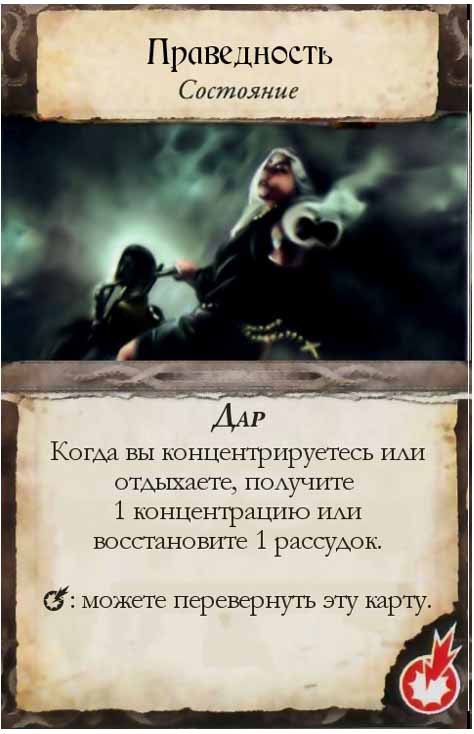 Праведность
Состояние
Дар
Когда вы концентрируетесь или
отдыхаете, получите
1 концентрацию или
восстановите 1 рассудок.
: можете перевернуть эту карту.